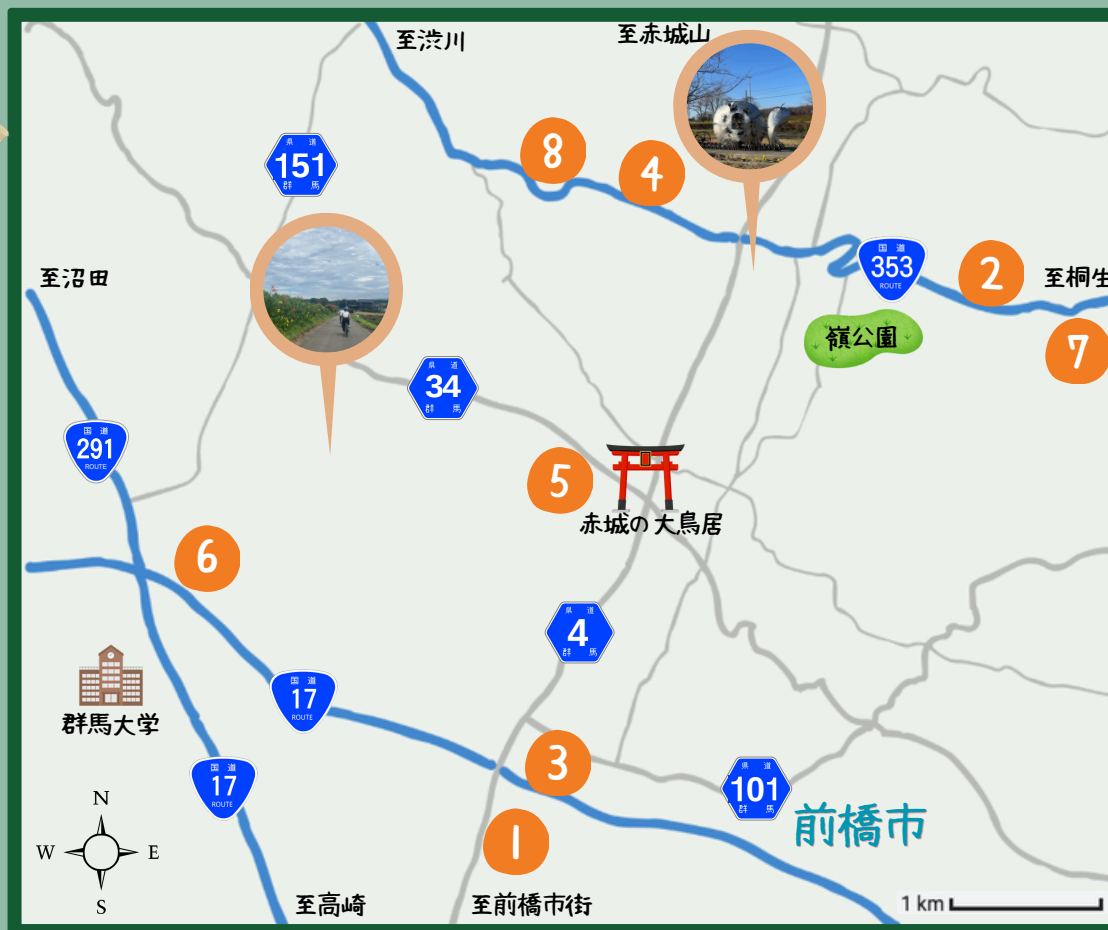 至渋川
至赤城山
県道
151
群馬
8
4
国道
353
ROUTE
2
至桐生
至沼田
嶺公園
7
県道
34
群馬
国道
291
ROUTE
5
赤城の大鳥居
6
県道
4
群馬
群馬大学
国道
17
ROUTE
3
国道
17
ROUTE
県道
101
群馬
前橋市
1
N
W E
S
至高崎
至前橋市街
1 km